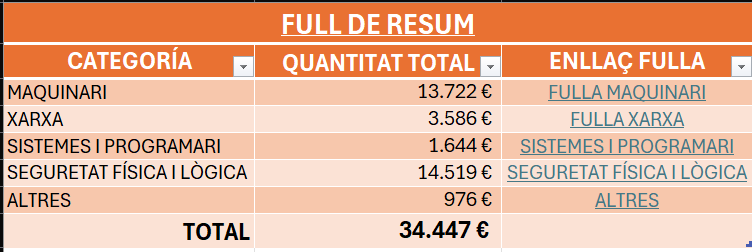 FULL DE RESUM
CATEGORÍA QUANTITAT TOTAL ENLLAÇ FULLA
MAQUINARI 13.722 € FULLA MAQUINARI
XARXA 3.586 € FULLA XARXA
SISTEMES I PROGRAMARI 1.644 € SISTEMES I PROGRAMARI
SEGURETAT FÍSICA I LÒGICA 14.519 € SEGURETAT FÍSICA I LÒGICA
ALTRES 976 € ALTRES
TOTAL 34.447 €